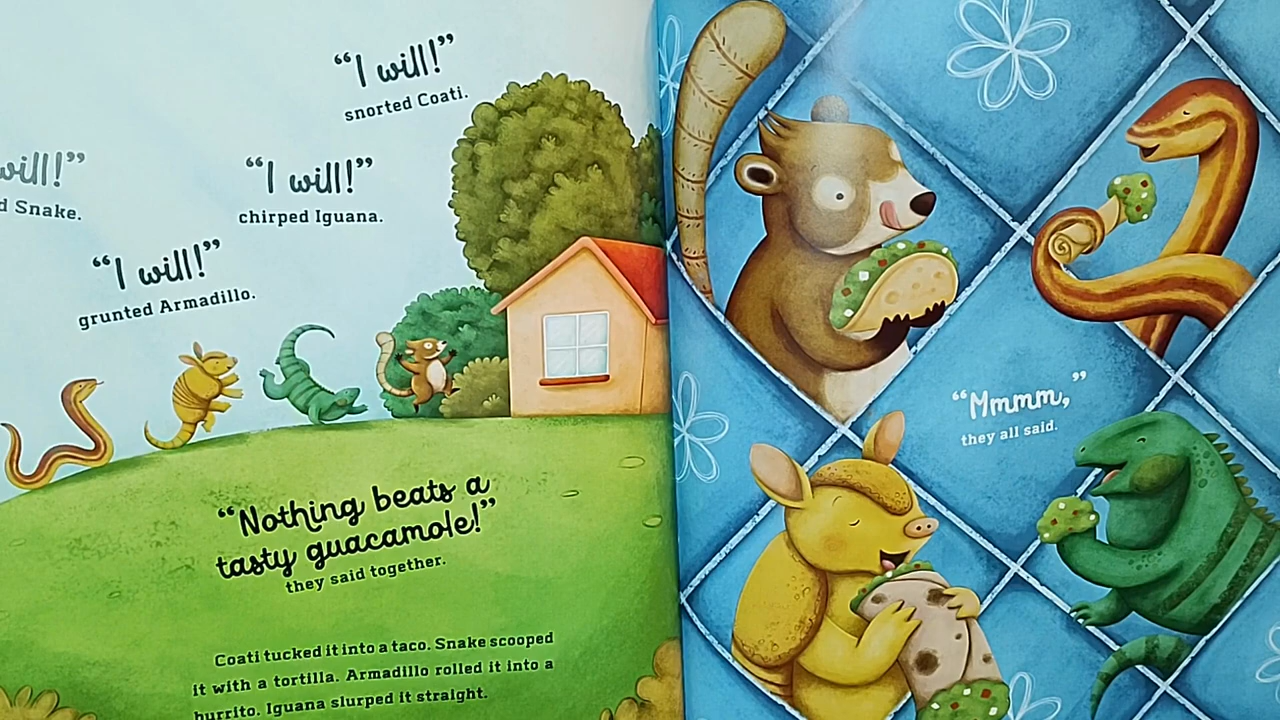 “I will!”
snorted Coati.
will!”
Snake.
“I will!”
chirped Iguana.
“I will!”
grunted Armadillo.
“Nothing beats a
tasty guacamole!”
they said together.
Coati tucked it into a taco. Snake scooped
it with a tortilla. Armadillo rolled it into a
burrito. Iguana slurped it straight.
“Mmmm,”
they all said.